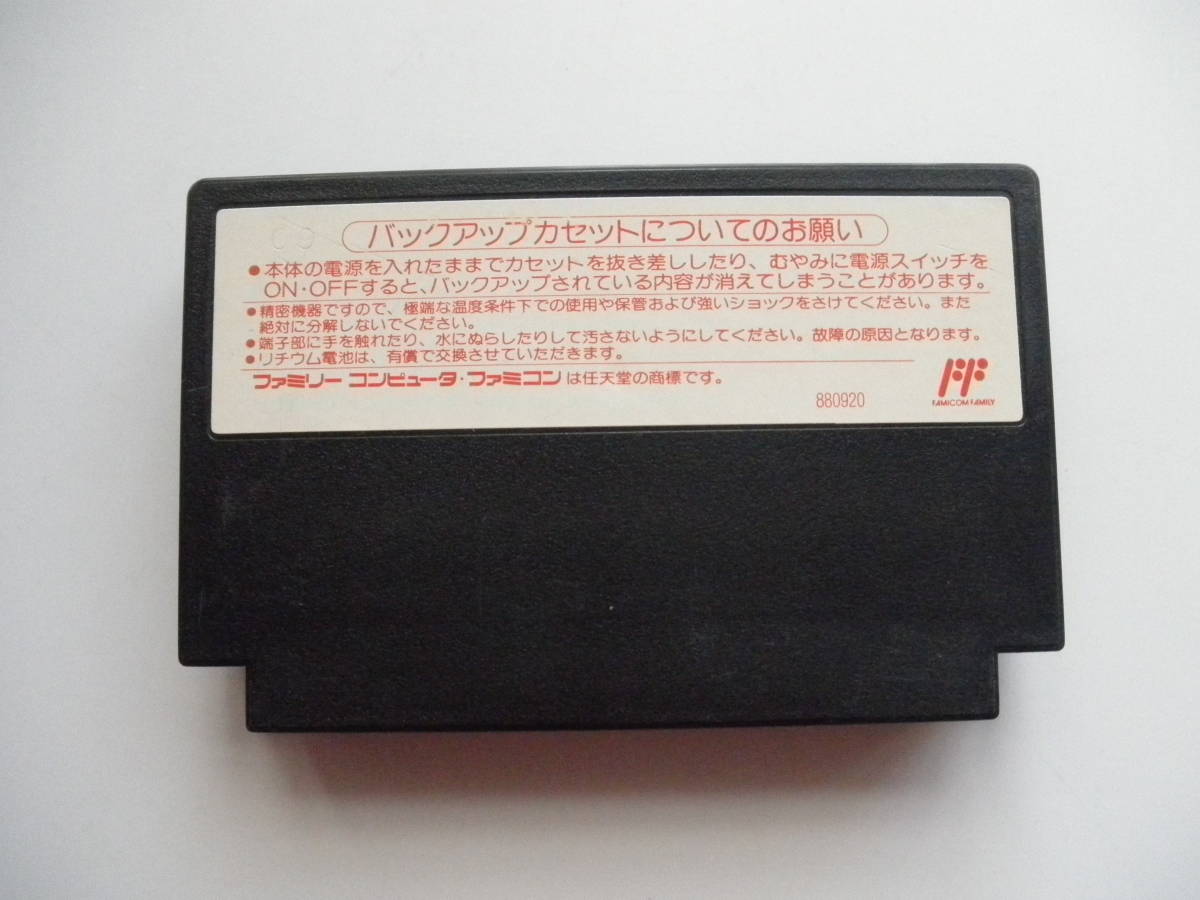 バックアップカセットについてのお願い
●本体の電源を入れたままでカセットを抜き差ししたり、むやみに電源スイッチを
ON・OFFすると、バックアップされている内容が消えてしまうことがあります。
●精密機器ですので、極端な温度条件下での使用や保管および強いショックをさけてください。また
絶対に分解しないでください。
●端子部に手を触れたり、水にぬらしたりして汚さないようにしてください。故障の原因となります。
●リチウム電池は、有償で交換させていただきます。
ファミリー コンピュータ・ファミコン は任天堂の商標です。
880920
FAMICOM FAMILY